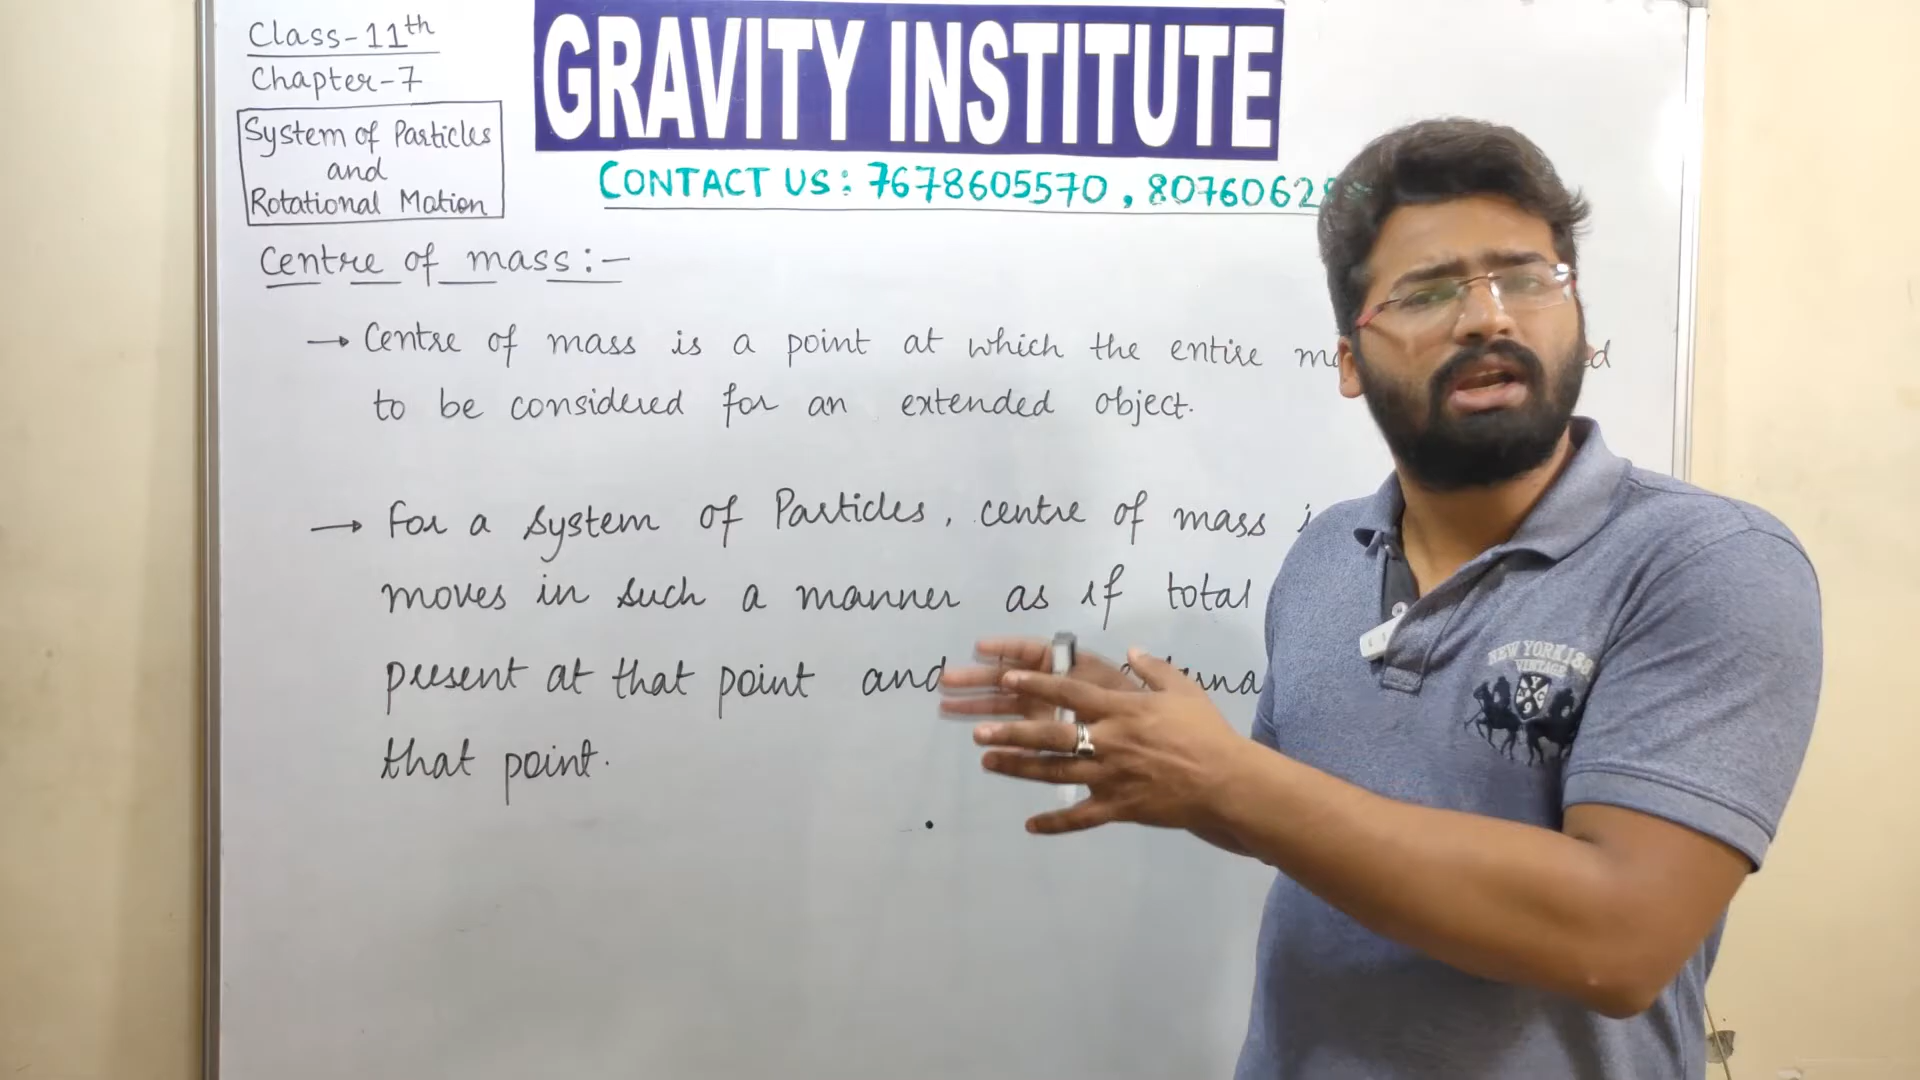 Class-11th
Chapter-7
System of Particles
and
Rotational Motion
GRAVITY INSTITUTE
CONTACT US: 7678605570, 8076062
Centre of mass:-
→ Centre of mass is a point at which the entire
to be considered for an extended object.
→ For a system of Particles, centre of mass
moves in such a manner as if total
present at that point and
that point.
NEW YORK
VINTAGE